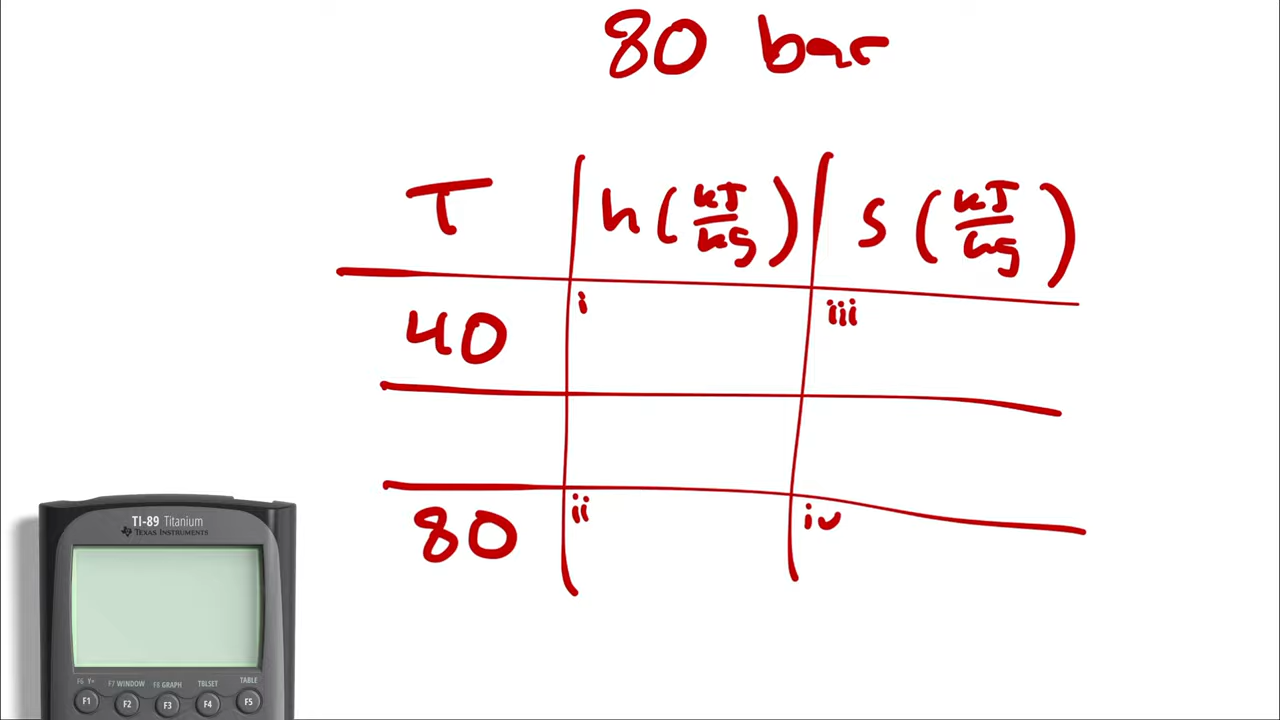 80 bar
T h (kJ/kg) s (kJ/kg)
40 i iii
80 ii iv
TI-89 Titanium
TEXAS INSTRUMENTS
F6 Y= F7 WINDOW F8 GRAPH TBLSET TABLE
F1 F2 F3 F4 F5